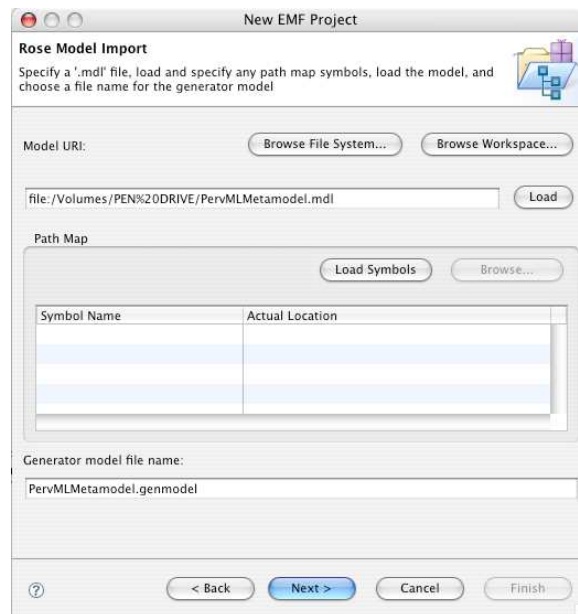 New EMF Project
Rose Model Import
Specify a '.mdl' file, load and specify any path map symbols, load the model, and
choose a file name for the generator model
Model URI:
Browse File System...
Browse Workspace...
file:/Volumes/PEN%20DRIVE/PervMLMetamodel.mdl
Load
Path Map
Load Symbols
Browse...
Symbol Name
Actual Location
Generator model file name:
PervMLMetamodel.genmodel
?
< Back
Next >
Cancel
Finish